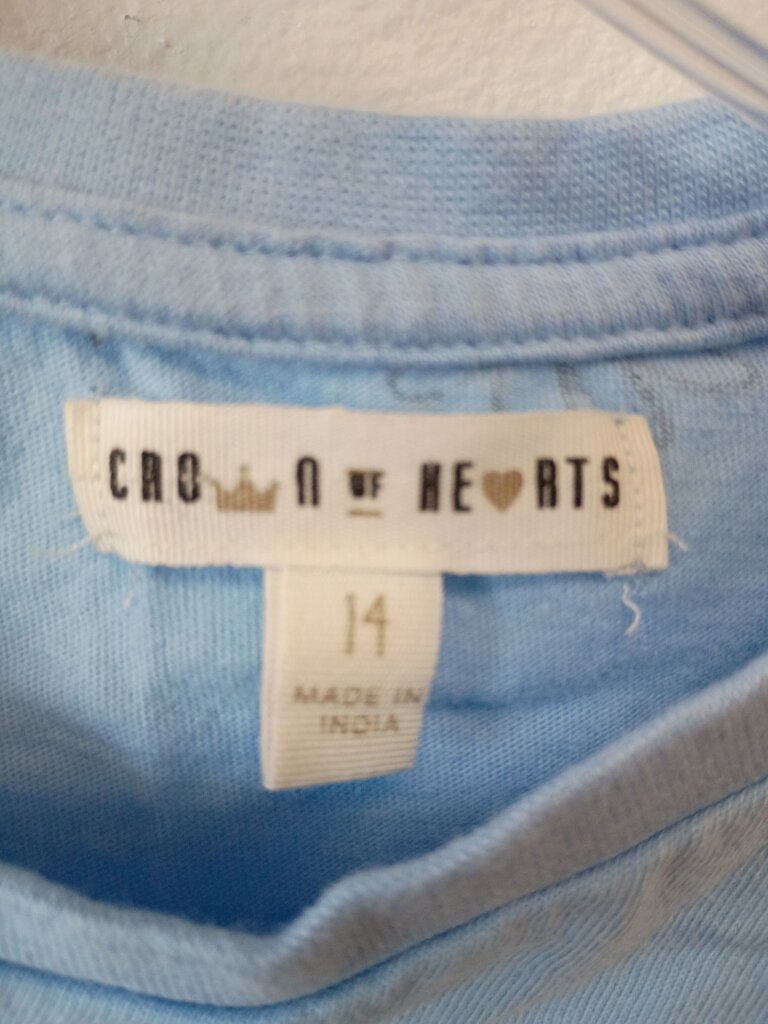 CROWN OF HEARTS
14
MADE IN
INDIA